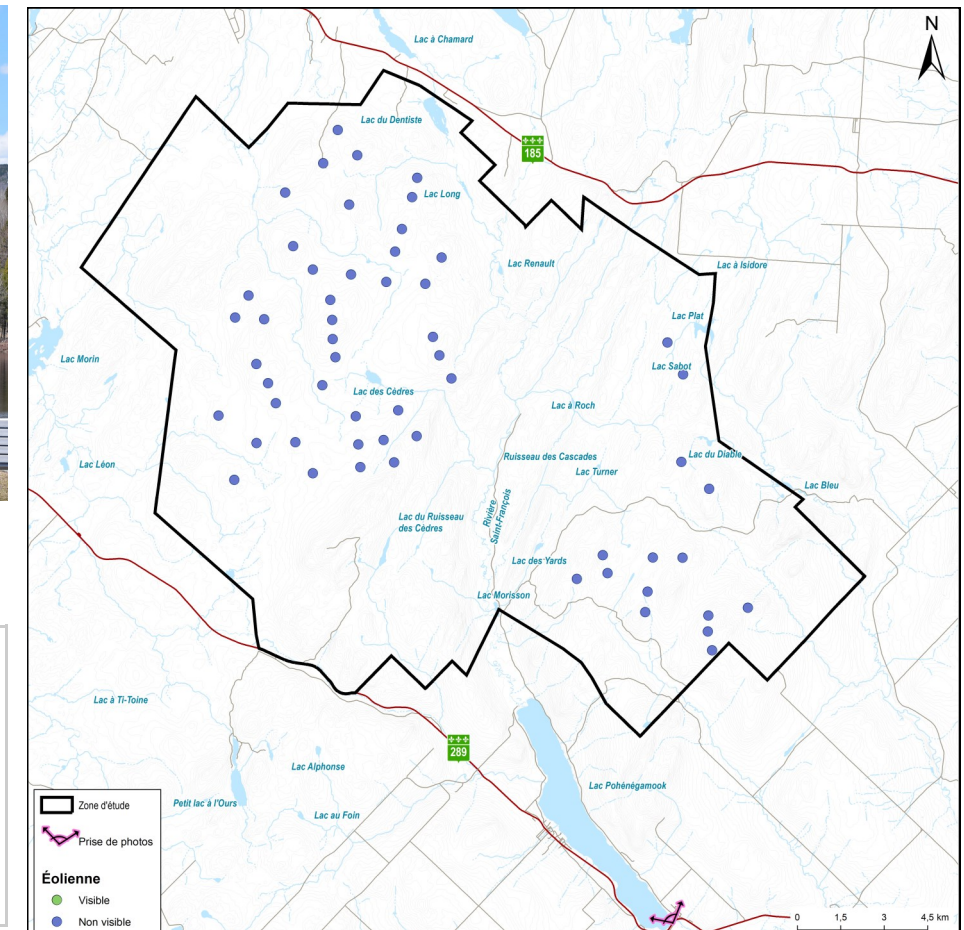 N
Lac à Chamard
Lac du Dentiste
185
Lac Long
Lac Renault
Lac à Isidore
Lac Plat
Lac Morin
Lac Sabot
Lac des Cèdres
Lac à Roch
Lac Léon
Ruisseau des Cascades
Lac du Diable
Lac Turner
Lac Bleu
Lac du Ruisseau
des Cèdres
Rivière
Saint-François
Lac des Yards
Lac Morisson
Lac à Ti-Toine
289
Lac Alphonse
Lac Pohénégamook
Petit lac à l'Ours
Lac au Foin
Zone d'étude
Prise de photos
Éolienne
Visible
Non visible
0 1,5 3 4,5 km